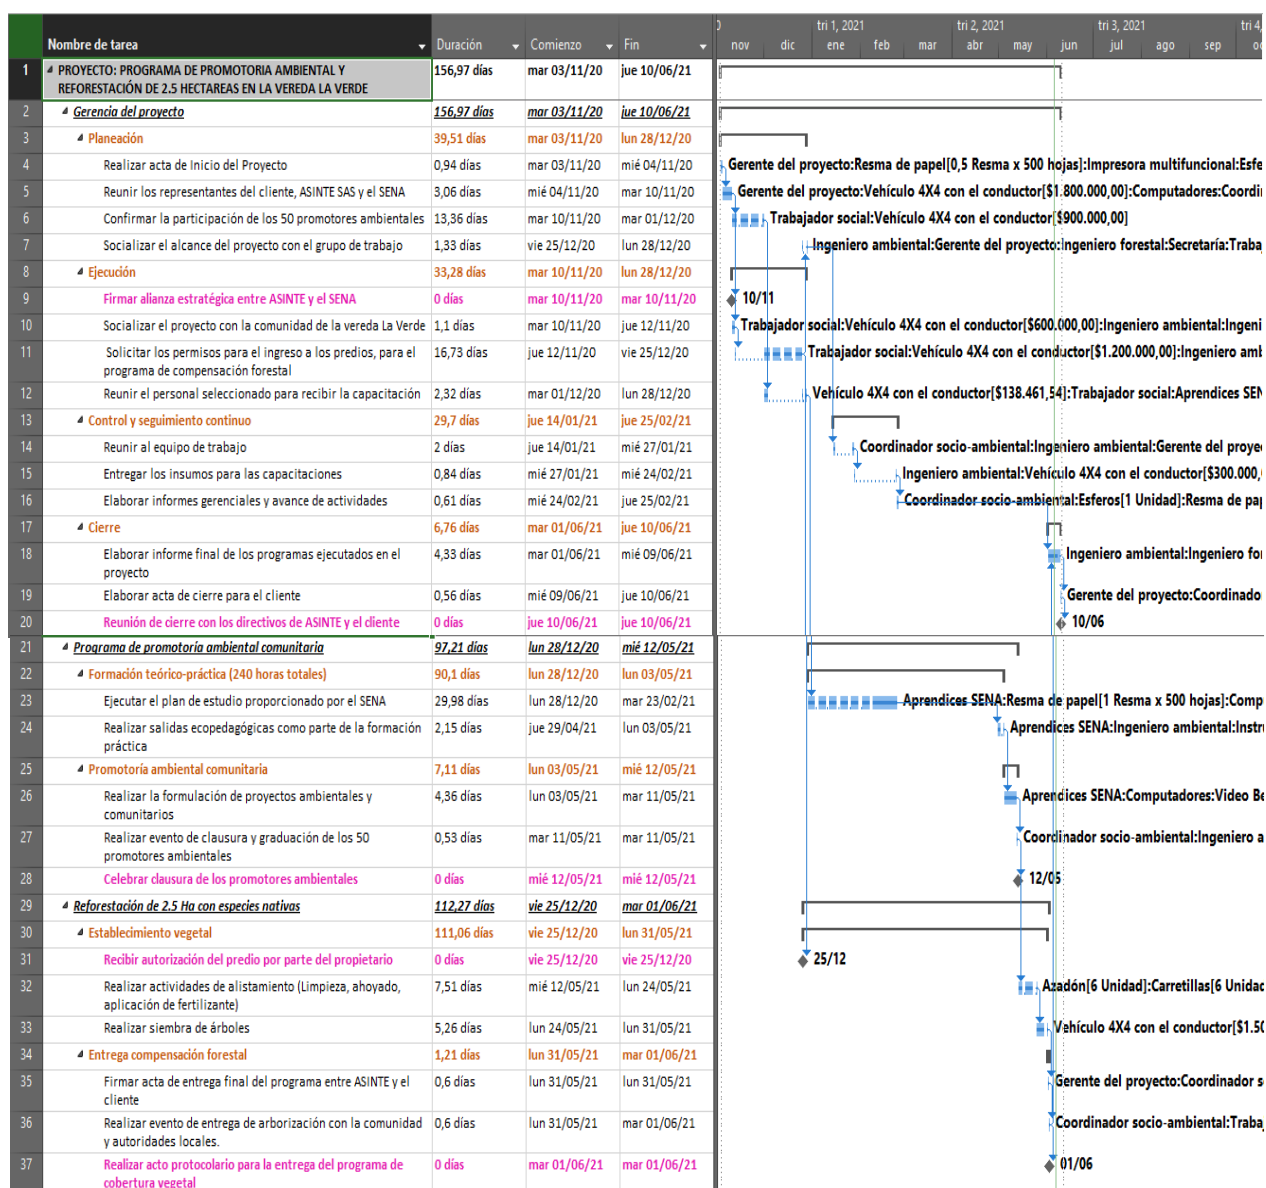 tri 1, 2021 tri 2, 2021 tri 3, 2021 tri 4,
Nombre de tarea Duración Comienzo Fin nov dic ene feb mar abr may jun jul ago sep
1 PROYECTO: PROGRAMA DE PROMOTORIA AMBIENTAL Y 156,97 días mar 03/11/20 jue 10/06/21
REFORESTACIÓN DE 2.5 HECTAREAS EN LA VEREDA LA VERDE
2 Gerencia del proyecto 156,97 días mar 03/11/20 jue 10/06/21
3 Planeación 39,51 días mar 03/11/20 lun 28/12/20
4 Realizar acta de Inicio del Proyecto 0,94 días mar 03/11/20 mié 04/11/20 Gerente del proyecto:Resma de papel[0,5 Resma x 500 hojas]:Impresora multifuncional:Esfe
5 Reunir los representantes del cliente, ASINTE SAS y el SENA 3,06 días mié 04/11/20 mar 10/11/20 Gerente del proyecto:Vehículo 4X4 con el conductor[$1.800.000,00]:Computadores:Coordi
6 Confirmar la participación de los 50 promotores ambientales 13,36 días mar 10/11/20 mar 01/12/20 Trabajador social:Vehículo 4X4 con el conductor[$900.000,00]
7 Socializar el alcance del proyecto con el grupo de trabajo 1,33 días vie 25/12/20 lun 28/12/20 Ingeniero ambiental:Gerente del proyecto:Ingeniero forestal:Secretaría:Traba
8 Ejecución 33,28 días mar 10/11/20 lun 28/12/20
9 Firmar alianza estratégica entre ASINTE y el SENA 0 días mar 10/11/20 mar 10/11/20 10/11
10 Socializar el proyecto con la comunidad de la vereda La Verde 1,1 días mar 10/11/20 jue 12/11/20 Trabajador social:Vehículo 4X4 con el conductor[$600.000,00]:Ingeniero ambiental:Ingeni
11 Solicitar los permisos para el ingreso a los predios, para el 16,73 días jue 12/11/20 vie 25/12/20 Trabajador social:Vehículo 4X4 con el conductor[$1.200.000,00]:Ingeniero amb
programa de compensación forestal
12 Reunir el personal seleccionado para recibir la capacitación 2,32 días mar 01/12/20 lun 28/12/20 Vehículo 4X4 con el conductor[$138.461,54]:Trabajador social:Aprendices SEN
13 Control y seguimiento continuo 29,7 días jue 14/01/21 jue 25/02/21
14 Reunir al equipo de trabajo 2 días jue 14/01/21 mié 27/01/21 Coordinador socio-ambiental:Ingeniero ambiental:Gerente del proye
15 Entregar los insumos para las capacitaciones 0,84 días mié 27/01/21 mié 24/02/21 Ingeniero ambiental:Vehículo 4X4 con el conductor[$300.000,
16 Elaborar informes gerenciales y avance de actividades 0,61 días mié 24/02/21 jue 25/02/21 Coordinador socio-ambiental:Esferos[1 Unidad]:Resma de pap
17 Cierre 6,76 días mar 01/06/21 jue 10/06/21
18 Elaborar informe final de los programas ejecutados en el 4,33 días mar 01/06/21 mié 09/06/21 Ingeniero ambiental:Ingeniero fo
proyecto
19 Elaborar acta de cierre para el cliente 0,56 días mié 09/06/21 jue 10/06/21 Gerente del proyecto:Coordinado
20 Reunión de cierre con los directivos de ASINTE y el cliente 0 días jue 10/06/21 jue 10/06/21 10/06
21 Programa de promotoría ambiental comunitario 97,21 días lun 28/12/20 mié 12/05/21
22 Formación teórico-práctica (240 horas totales) 90,1 días lun 28/12/20 lun 03/05/21
23 Ejecutar el plan de estudio proporcionado por el SENA 29,98 días lun 28/12/20 mar 23/02/21 Aprendices SENA:Resma de papel[1 Resma x 500 hojas]:Comp
24 Realizar salidas ecopedagógicas como parte de la formación 2,15 días jue 29/04/21 lun 03/05/21 Aprendices SENA:Ingeniero ambiental:Instr
práctica
25 Promotoría ambiental comunitaria 7,11 días lun 03/05/21 mié 12/05/21
26 Realizar la formulación de proyectos ambientales y 4,36 días lun 03/05/21 mar 11/05/21 Aprendices SENA:Computadores:Video Be
comunitarios
27 Realizar evento de clausura y graduación de los 50 0,53 días mar 11/05/21 mar 11/05/21 Coordinador socio-ambiental:Ingeniero a
promotores ambientales
28 Celebrar clausura de los promotores ambientales 0 días mié 12/05/21 mié 12/05/21 12/05
29 Reforestación de 2.5 Ha con especies nativas 112,27 días vie 25/12/20 mar 01/06/21
30 Establecimiento vegetal 111,06 días vie 25/12/20 lun 31/05/21
31 Recibir autorización del predio por parte del propietario 0 días vie 25/12/20 vie 25/12/20 25/12
32 Realizar actividades de alistamiento (Limpieza, ahoyado, 7,51 días mié 12/05/21 lun 24/05/21 Azadón[6 Unidad]:Carretillas[6 Unidad
aplicación de fertilizante)
33 Realizar siembra de árboles 5,26 días lun 24/05/21 lun 31/05/21 Vehículo 4X4 con el conductor[$1.50
34 Entrega compensación forestal 1,21 días lun 31/05/21 mar 01/06/21
35 Firmar acta de entrega final del programa entre ASINTE y el 0,6 días lun 31/05/21 lun 31/05/21 Gerente del proyecto:Coordinador s
cliente
36 Realizar evento de entrega de arborización con la comunidad 0,6 días lun 31/05/21 mar 01/06/21 Coordinador socio-ambiental:Traba
y autoridades locales.
37 Realizar acto protocolario para la entrega del programa de 0 días mar 01/06/21 mar 01/06/21 01/06
cobertura vegetal